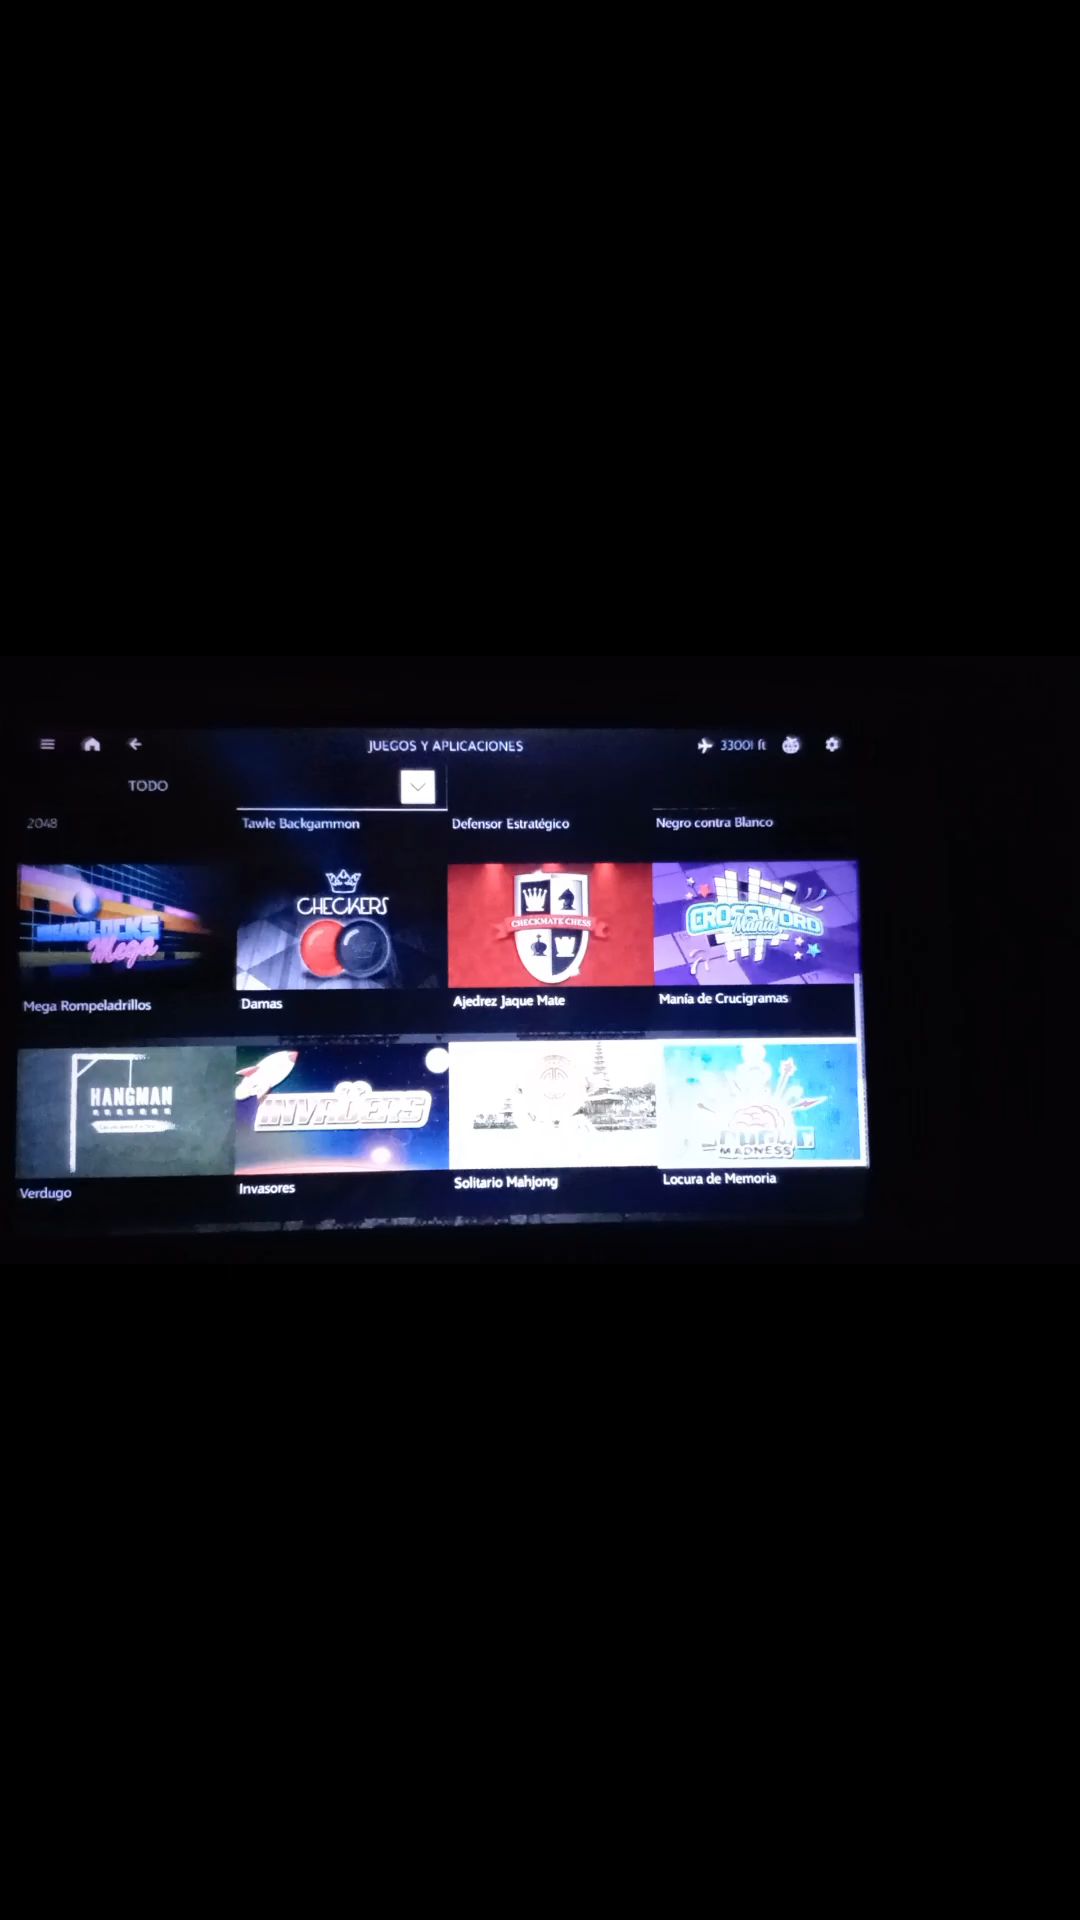 JUEGOS Y APLICACIONES
33001 ft
TODO
2048
Tawle Backgammon
Defensor Estratégico
Negro contra Blanco
Mega
CHECKERS
CHECKMATE CHESS
CROSSWORD
Mania
Mega Rompeladrillos
Damas
Ajedrez Jaque Mate
Manía de Crucigramas
HANGMAN
INVADERS
MADNESS
Verdugo
Invasores
Solitario Mahjong
Locura de Memoria